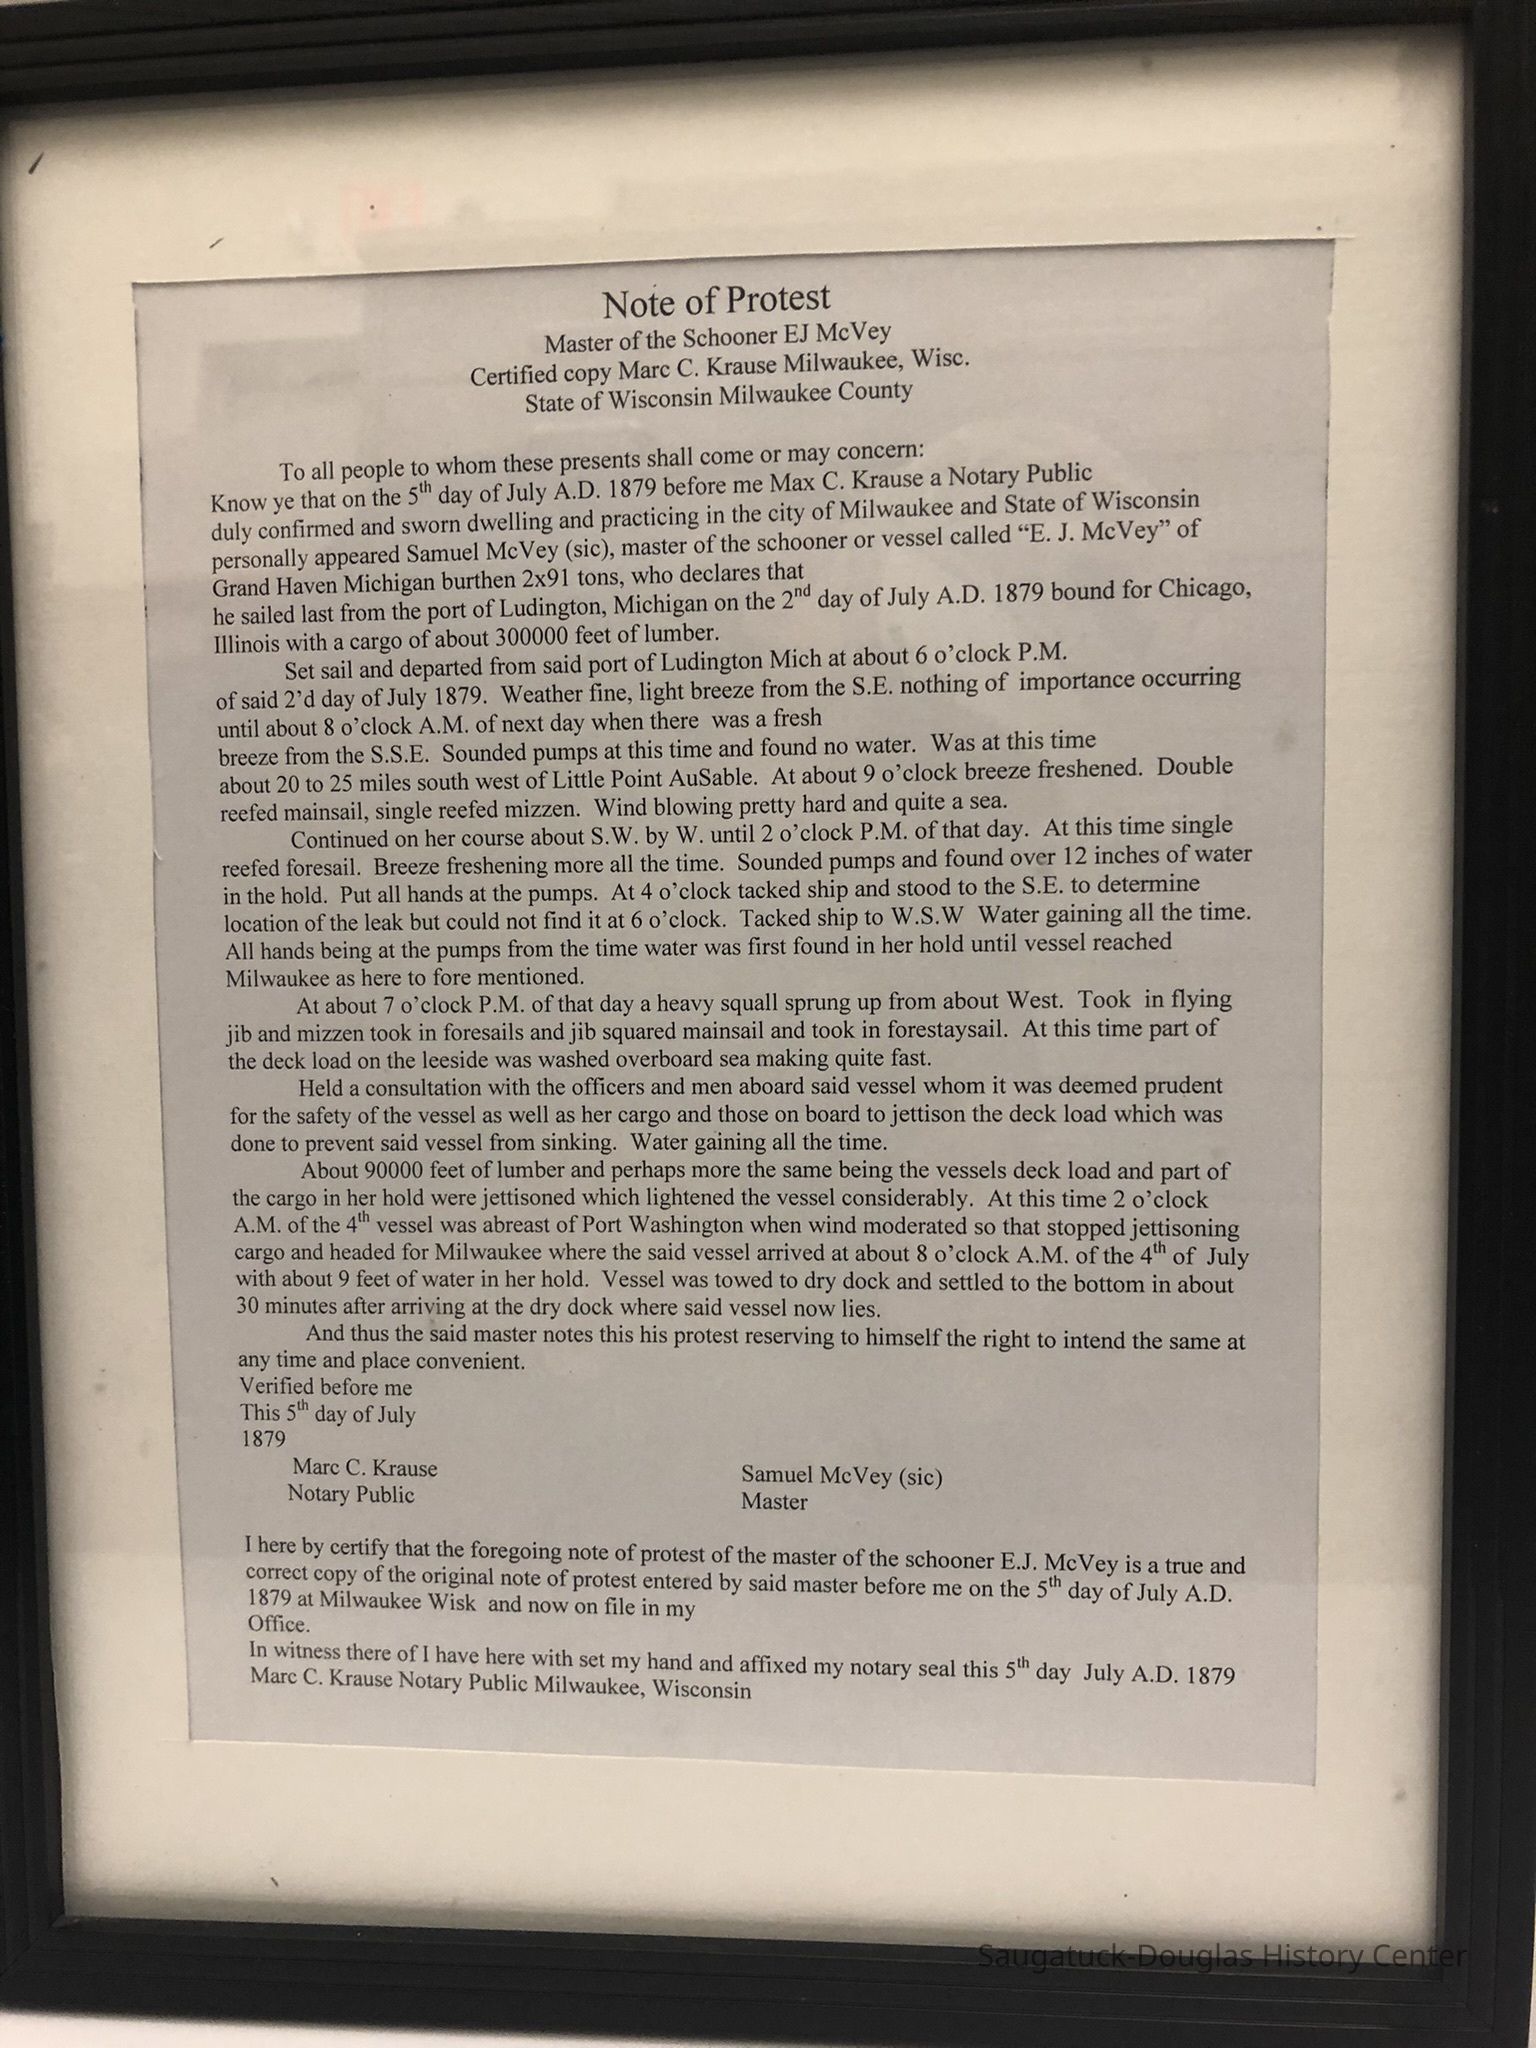 Note of Protest
Master of the Schooner EJ McVey
Certified copy Marc C. Krause Milwaukee, Wisc.
State of Wisconsin Milwaukee County
To all people to whom these presents shall come or may concern:
Know ye that on the 5th day of July A.D. 1879 before me Max C. Krause a Notary Public
duly confirmed and sworn dwelling and practicing in the city of Milwaukee and State of Wisconsin
personally appeared Samuel McVey (sic), master of the schooner or vessel called “E. J. McVey” of
Grand Haven Michigan burthen 2x91 tons, who declares that
he sailed last from the port of Ludington, Michigan on the 2nd day of July A.D. 1879 bound for Chicago,
Illinois with a cargo of about 300000 feet of lumber.
Set sail and departed from said port of Ludington Mich at about 6 o’clock P.M.
of said 2’d day of July 1879. Weather fine, light breeze from the S.E. nothing of importance occurring
until about 8 o’clock A.M. of next day when there was a fresh
breeze from the S.S.E. Sounded pumps at this time and found no water. Was at this time
about 20 to 25 miles south west of Little Point AuSable. At about 9 o’clock breeze freshened. Double
reefed mainsail, single reefed mizzen. Wind blowing pretty hard and quite a sea.
Continued on her course about S.W. by W. until 2 o’clock P.M. of that day. At this time single
reefed foresail. Breeze freshening more all the time. Sounded pumps and found over 12 inches of water
in the hold. Put all hands at the pumps. At 4 o’clock tacked ship and stood to the S.E. to determine
location of the leak but could not find it at 6 o’clock. Tacked ship to W.S.W Water gaining all the time.
All hands being at the pumps from the time water was first found in her hold until vessel reached
Milwaukee as here to fore mentioned.
At about 7 o’clock P.M. of that day a heavy squall sprung up from about West. Took in flying
jib and mizzen took in foresails and jib squared mainsail and took in forestaysail. At this time part of
the deck load on the leeside was washed overboard sea making quite fast.
Held a consultation with the officers and men aboard said vessel whom it was deemed prudent
for the safety of the vessel as well as her cargo and those on board to jettison the deck load which was
done to prevent said vessel from sinking. Water gaining all the time.
About 90000 feet of lumber and perhaps more the same being the vessels deck load and part of
the cargo in her hold were jettisoned which lightened the vessel considerably. At this time 2 o’clock
A.M. of the 4th vessel was abreast of Port Washington when wind moderated so that stopped jettisoning
cargo and headed for Milwaukee where the said vessel arrived at about 8 o’clock A.M. of the 4th of July
with about 9 feet of water in her hold. Vessel was towed to dry dock and settled to the bottom in about
30 minutes after arriving at the dry dock where said vessel now lies.
And thus the said master notes this his protest reserving to himself the right to intend the same at
any time and place convenient.
Verified before me
This 5th day of July
1879
Marc C. Krause
Notary Public
Samuel McVey (sic)
Master
I here by certify that the foregoing note of protest of the master of the schooner E.J. McVey is a true and
correct copy of the original note of protest entered by said master before me on the 5th day of July A.D.
1879 at Milwaukee Wisk and now on file in my
Office.
In witness there of I have here with set my hand and affixed my notary seal this 5th day July A.D. 1879
Marc C. Krause Notary Public Milwaukee, Wisconsin
Saugatuck-Douglas History Center